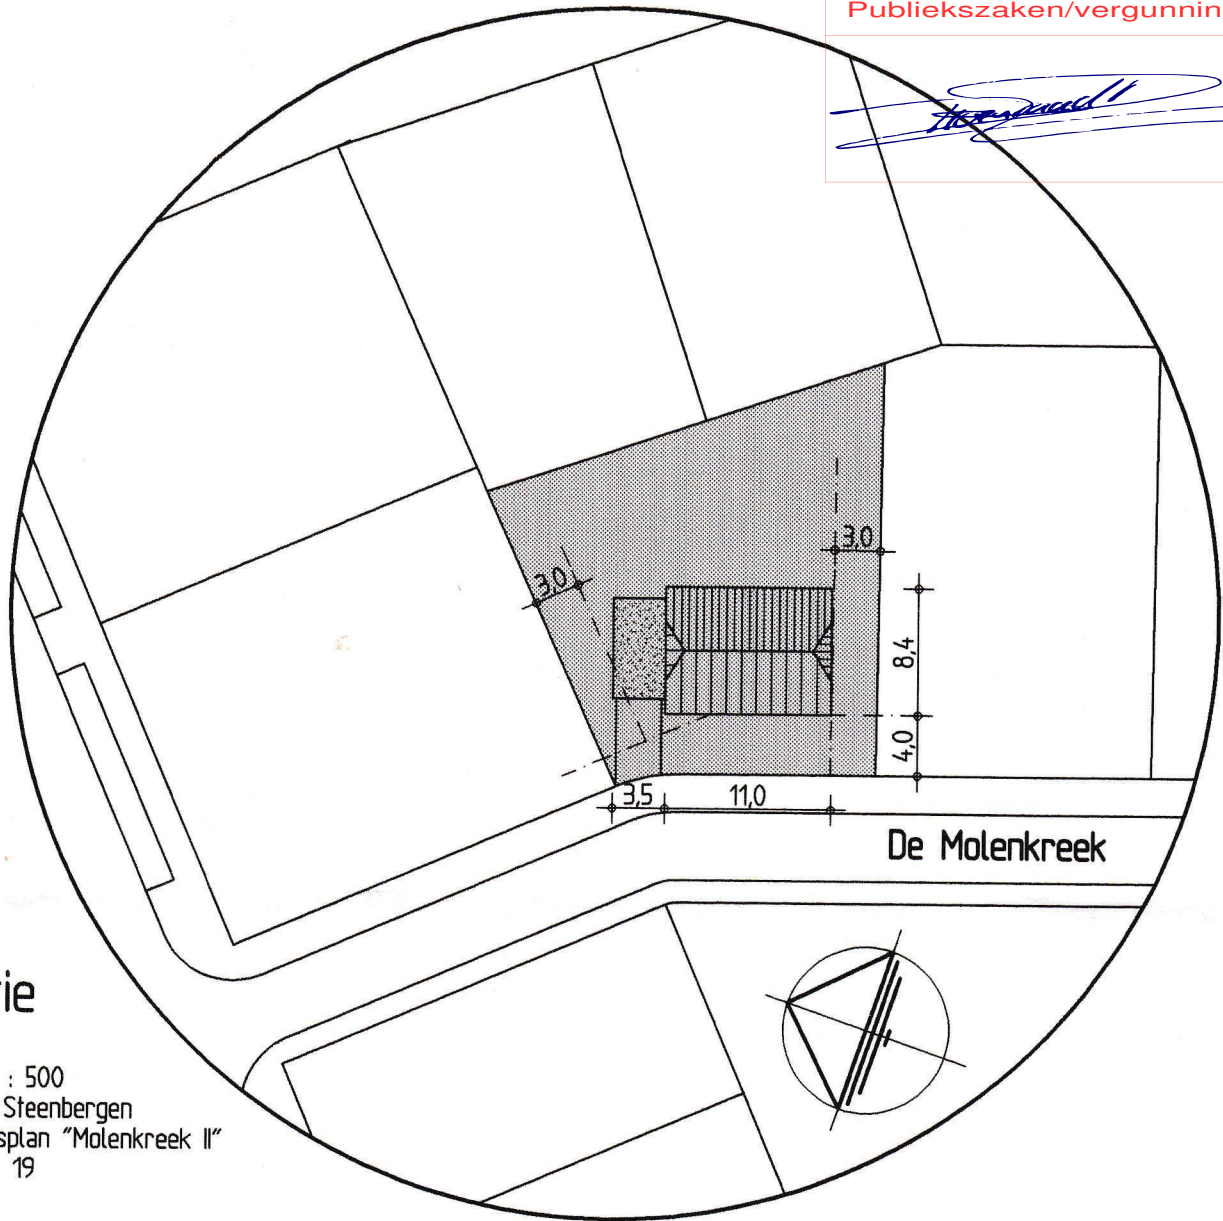 Publiekszaken/vergunnin
3,0
3,0
8,4
4,0
3,5
11,0
De Molenkreek
ie
: 500
Steenbergen
splan "Molenkreek II"
19